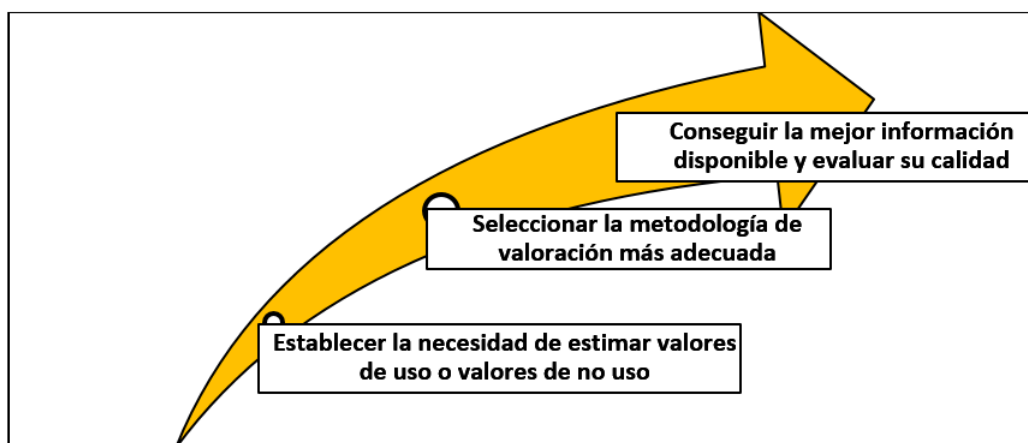 Conseguir la mejor información
disponible y evaluar su calidad
Seleccionar la metodología de
valoración más adecuada
Establecer la necesidad de estimar valores
de uso o valores de no uso